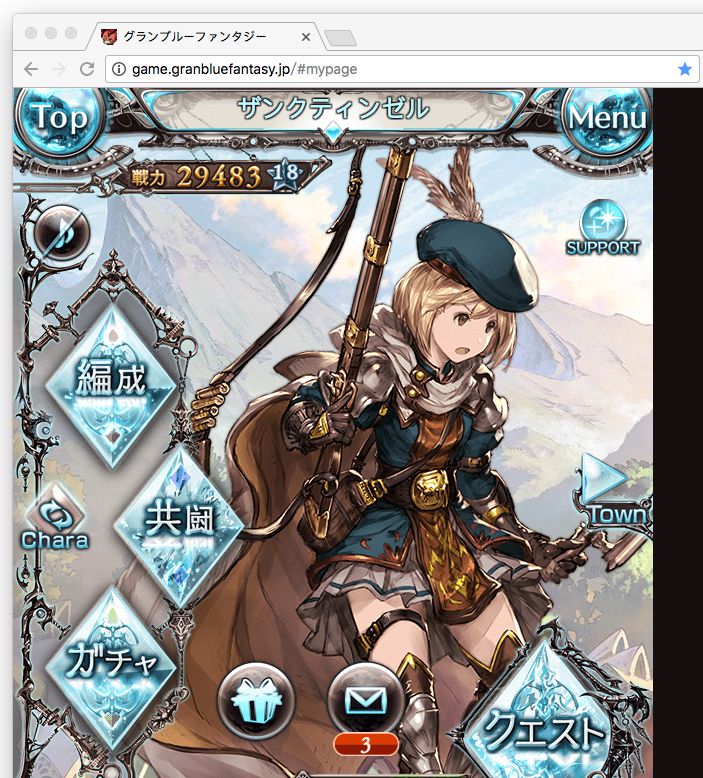 グランブルーファンタジー
game.granbluefantasy.jp/#mypage
Top
ザンクティンゼル
Menu
戦力 29483 18
SUPPORT
編成
共闘
Town
Chara
ガチャ
クエスト
3